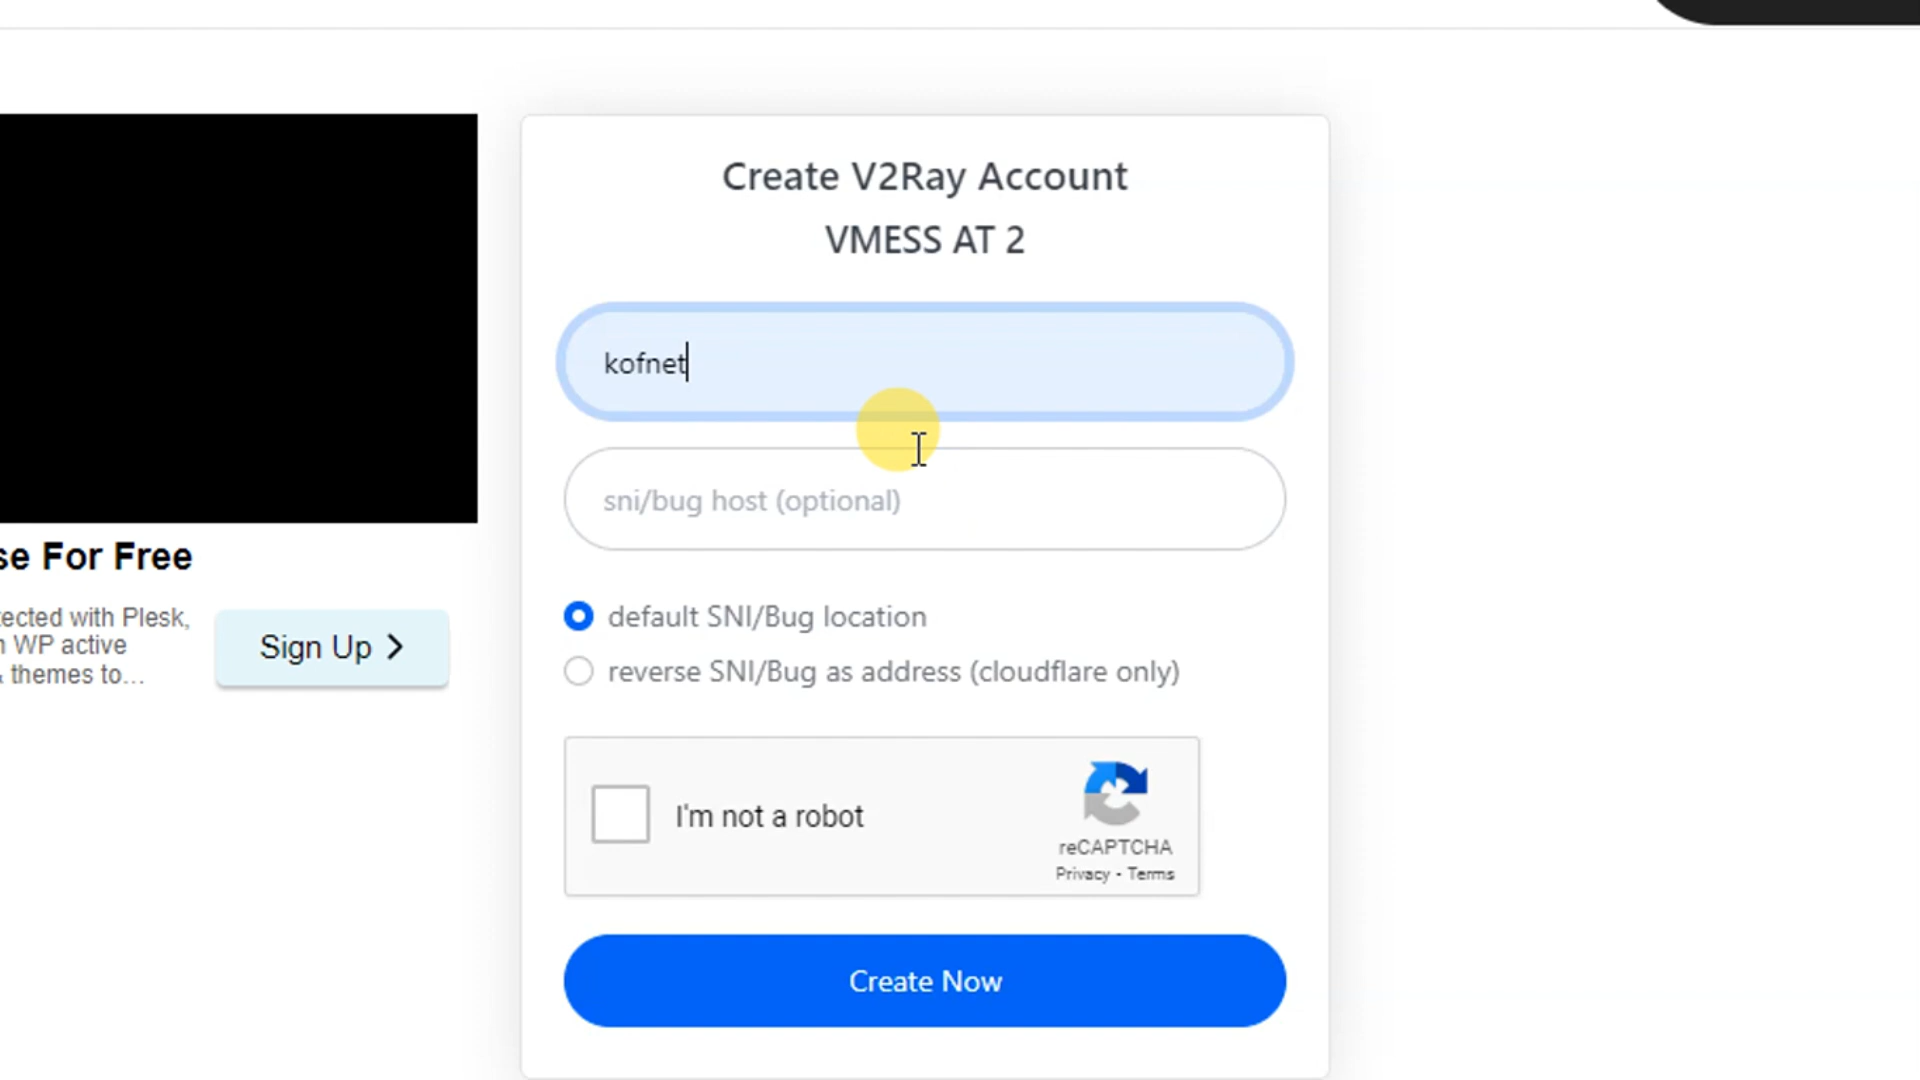 Create V2Ray Account
VMESS AT 2
kofnet
sni/bug host (optional)
default SNI/Bug location
reverse SNI/Bug as address (cloudflare only)
I'm not a robot
reCAPTCHA
Privacy - Terms
Create Now
se For Free
tected with Plesk,
WP active
themes to...
Sign Up